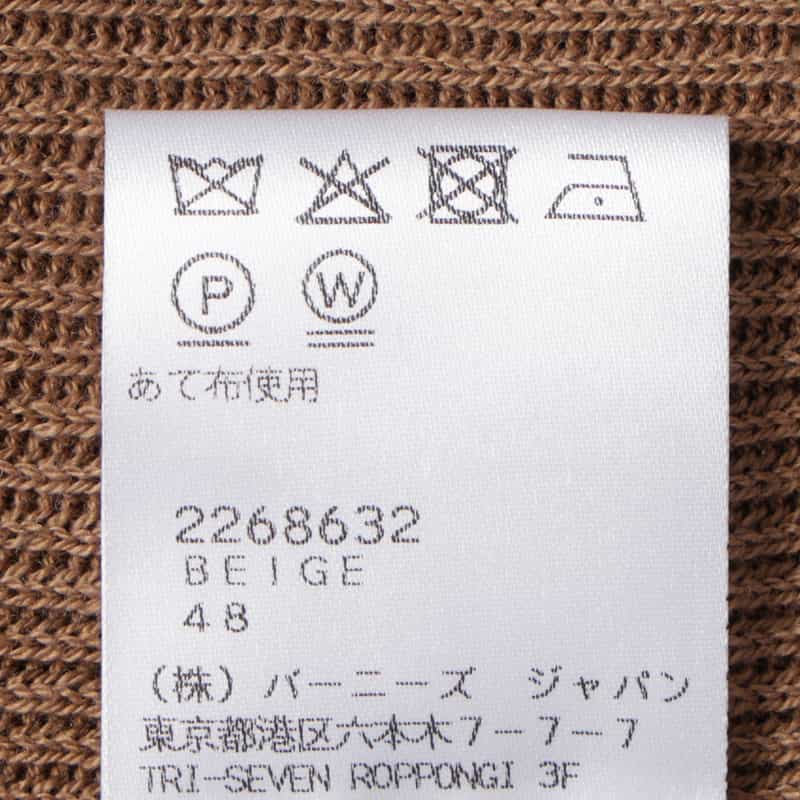 P W
あて布使用
2268632
BEIGE
48
(株) バーニーズ ジャパン
東京都港区六本木7-7-7
TRI-SEVEN ROPPONGI 3F